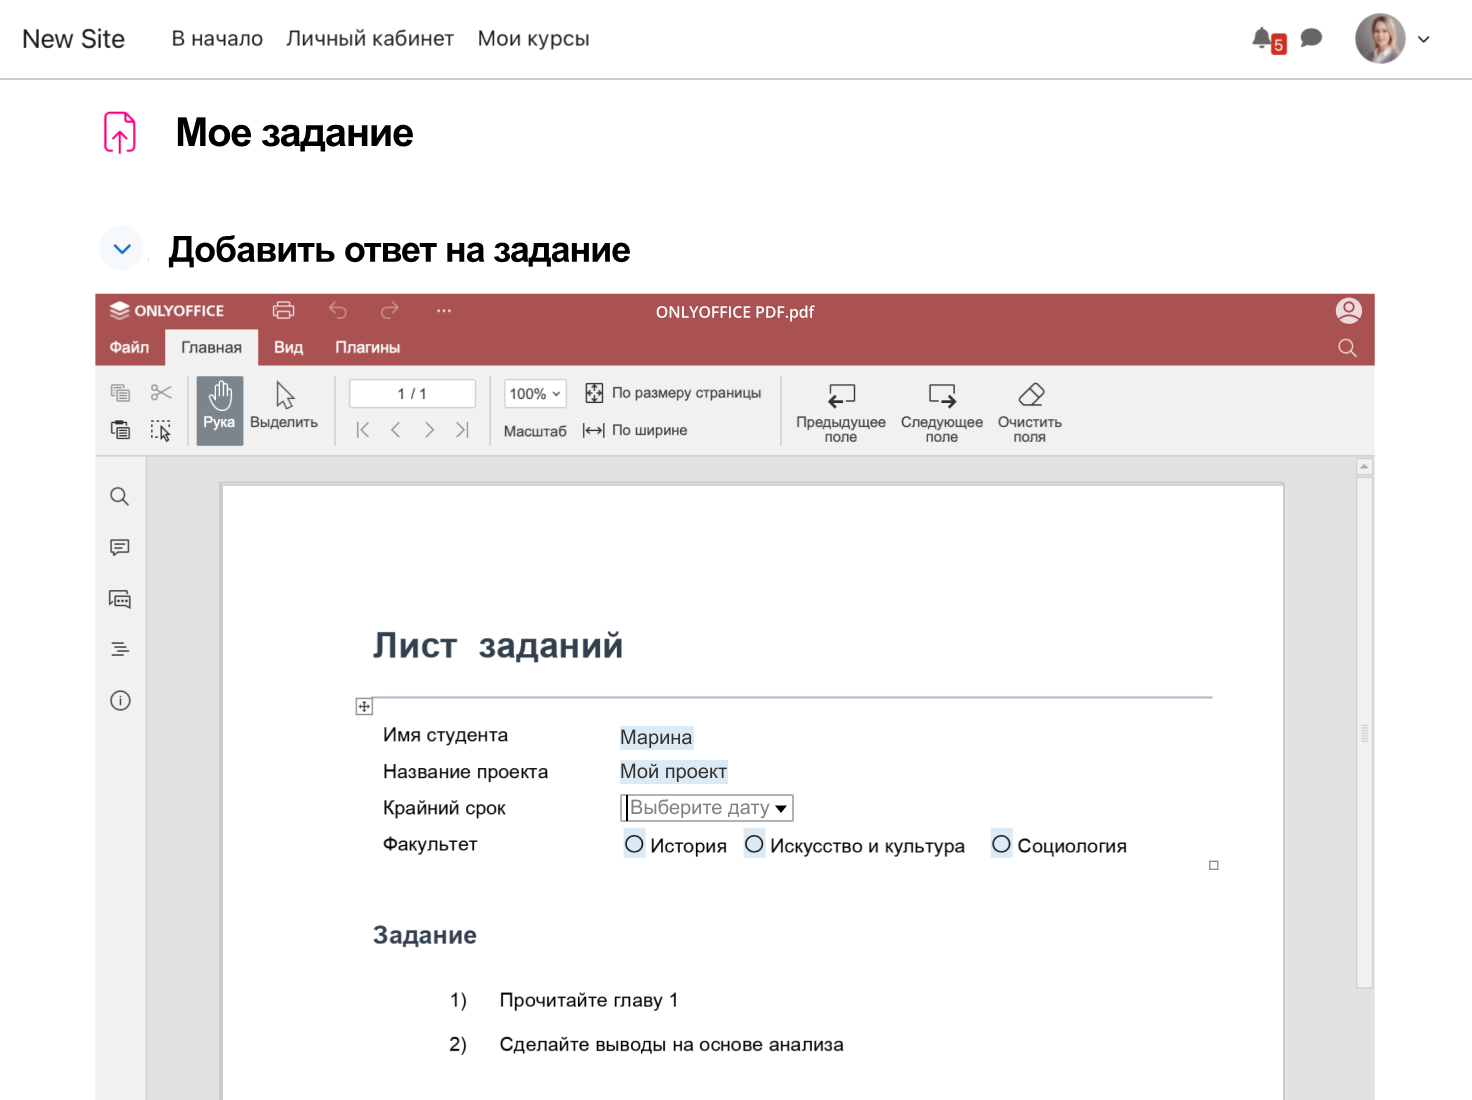 New Site В начало Личный кабинет Мои курсы 5
Мое задание
Добавить ответ на задание
ONLYOFFICE ONLYOFFICE PDF.pdf
Файл Главная Вид Плагины
Рука Выделить 1 / 1 100% По размеру страницы
Масштаб По ширине
Предыдущее поле Следующее поле Очистить поля
Лист заданий
Имя студента Марина
Название проекта Мой проект
Крайний срок Выберите дату
Факультет История Искусство и культура Социология
Задание
1) Прочитайте главу 1
2) Сделайте выводы на основе анализа